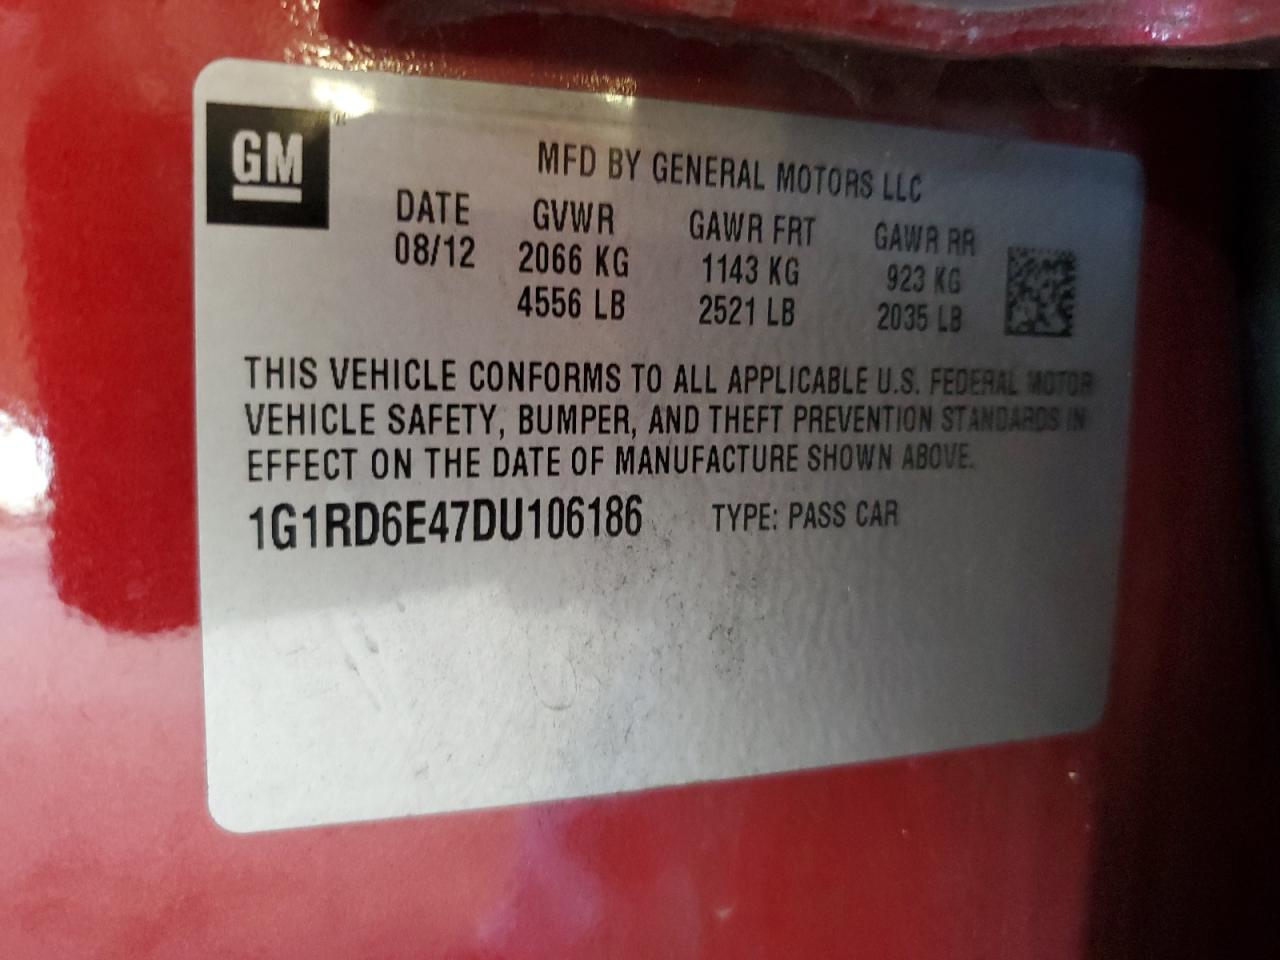 GM
MFD BY GENERAL MOTORS LLC
DATE GVWR GAWR FRT GAWR RR
08/12 2066 KG 1143 KG 923 KG
4556 LB 2521 LB 2035 LB
THIS VEHICLE CONFORMS TO ALL APPLICABLE U.S. FEDERAL MOTOR
VEHICLE SAFETY, BUMPER, AND THEFT PREVENTION STANDARDS IN
EFFECT ON THE DATE OF MANUFACTURE SHOWN ABOVE.
1G1RD6E47DU106186 TYPE: PASS CAR